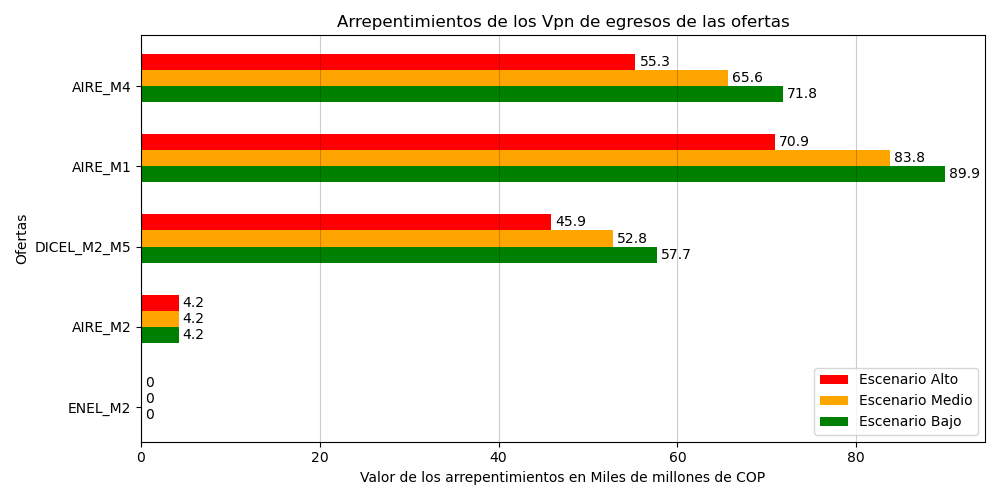 Arrepentimientos de los Vpn de egresos de las ofertas
Ofertas
AIRE_M4
55.3
65.6
71.8
AIRE_M1
70.9
83.8
89.9
DICEL_M2_M5
45.9
52.8
57.7
AIRE_M2
4.2
4.2
4.2
ENEL_M2
0
0
0
Escenario Alto
Escenario Medio
Escenario Bajo
0 20 40 60 80
Valor de los arrepentimientos en Miles de millones de COP